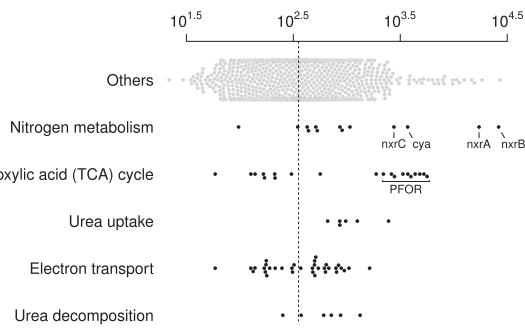 10^1.5 10^2.5 10^3.5 10^4.5
Others
Nitrogen metabolism
nxrC cya nxrA nxrB
oxylic acid (TCA) cycle
PFOR
Urea uptake
Electron transport
Urea decomposition